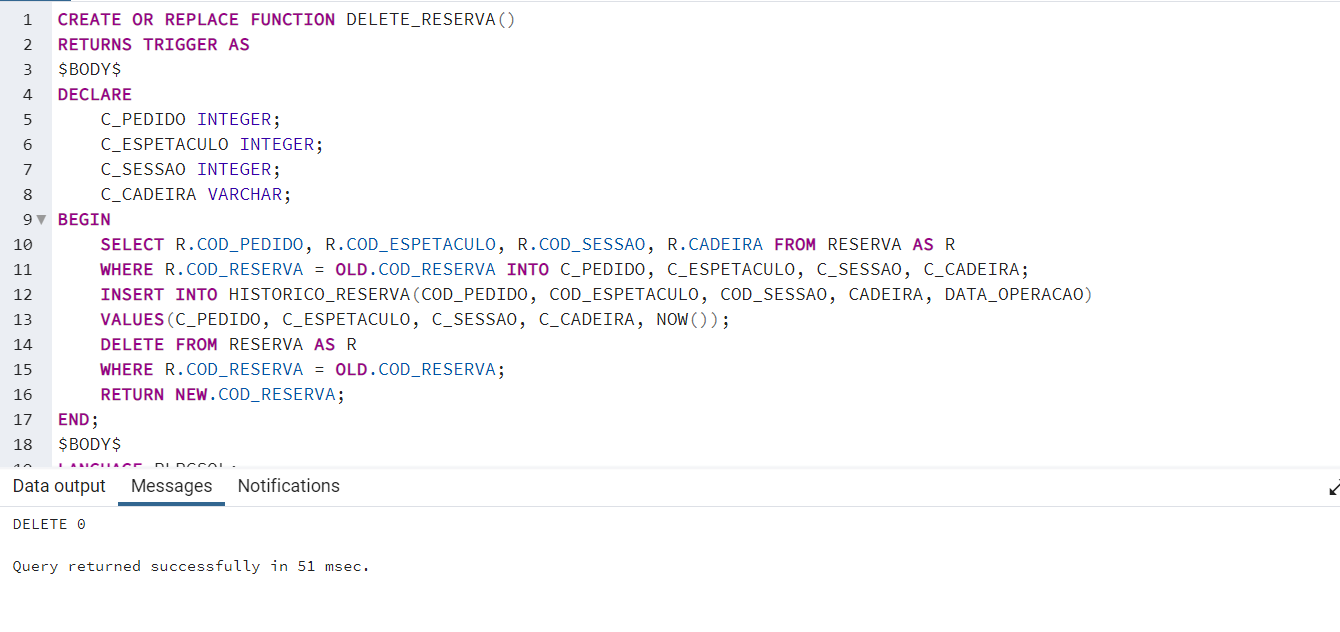 1 CREATE OR REPLACE FUNCTION DELETE_RESERVA()
2 RETURNS TRIGGER AS
3 $BODY$
4 DECLARE
5 C_PEDIDO INTEGER;
6 C_ESPETACULO INTEGER;
7 C_SESSAO INTEGER;
8 C_CADEIRA VARCHAR;
9 BEGIN
10 SELECT R.COD_PEDIDO, R.COD_ESPETACULO, R.COD_SESSAO, R.CADEIRA FROM RESERVA AS R
11 WHERE R.COD_RESERVA = OLD.COD_RESERVA INTO C_PEDIDO, C_ESPETACULO, C_SESSAO, C_CADEIRA;
12 INSERT INTO HISTORICO_RESERVA(COD_PEDIDO, COD_ESPETACULO, COD_SESSAO, CADEIRA, DATA_OPERACAO)
13 VALUES(C_PEDIDO, C_ESPETACULO, C_SESSAO, C_CADEIRA, NOW());
14 DELETE FROM RESERVA AS R
15 WHERE R.COD_RESERVA = OLD.COD_RESERVA;
16 RETURN NEW.COD_RESERVA;
17 END;
18 $BODY$
19 LANGUAGE PLPGSQL;
Data output Messages Notifications
DELETE 0
Query returned successfully in 51 msec.